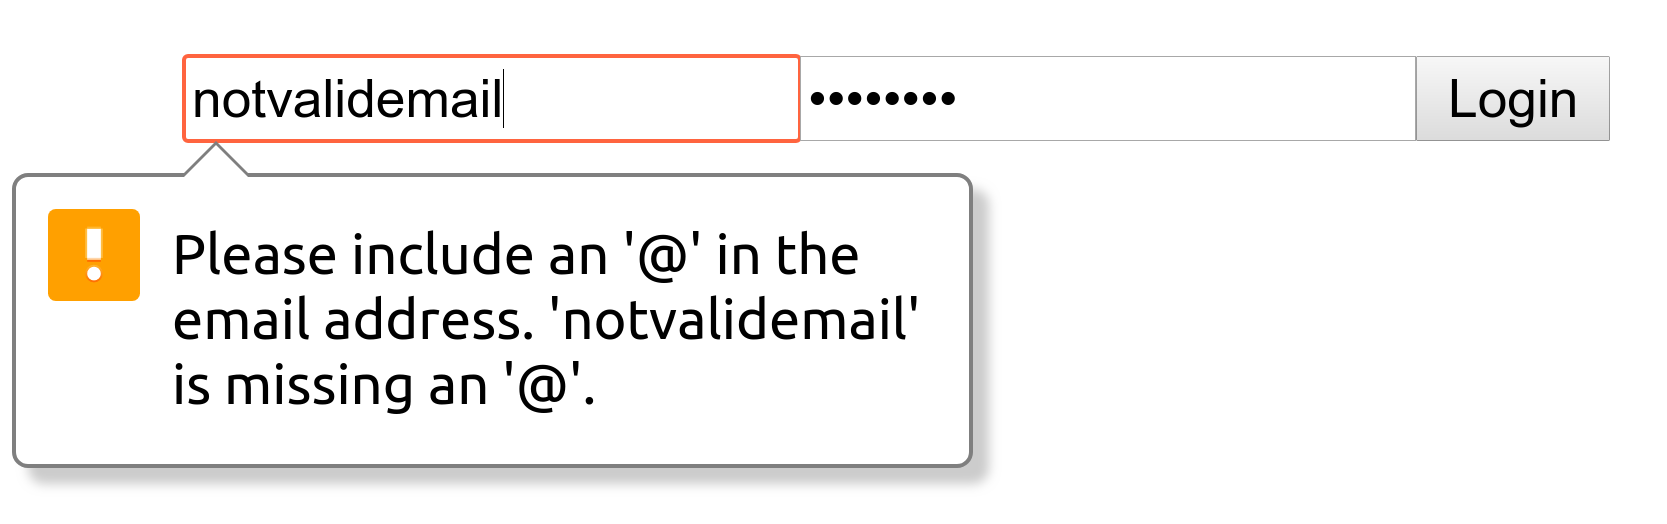 notvalidemail
••••••••
Login
Please include an '@' in the
email address. 'notvalidemail'
is missing an '@'.